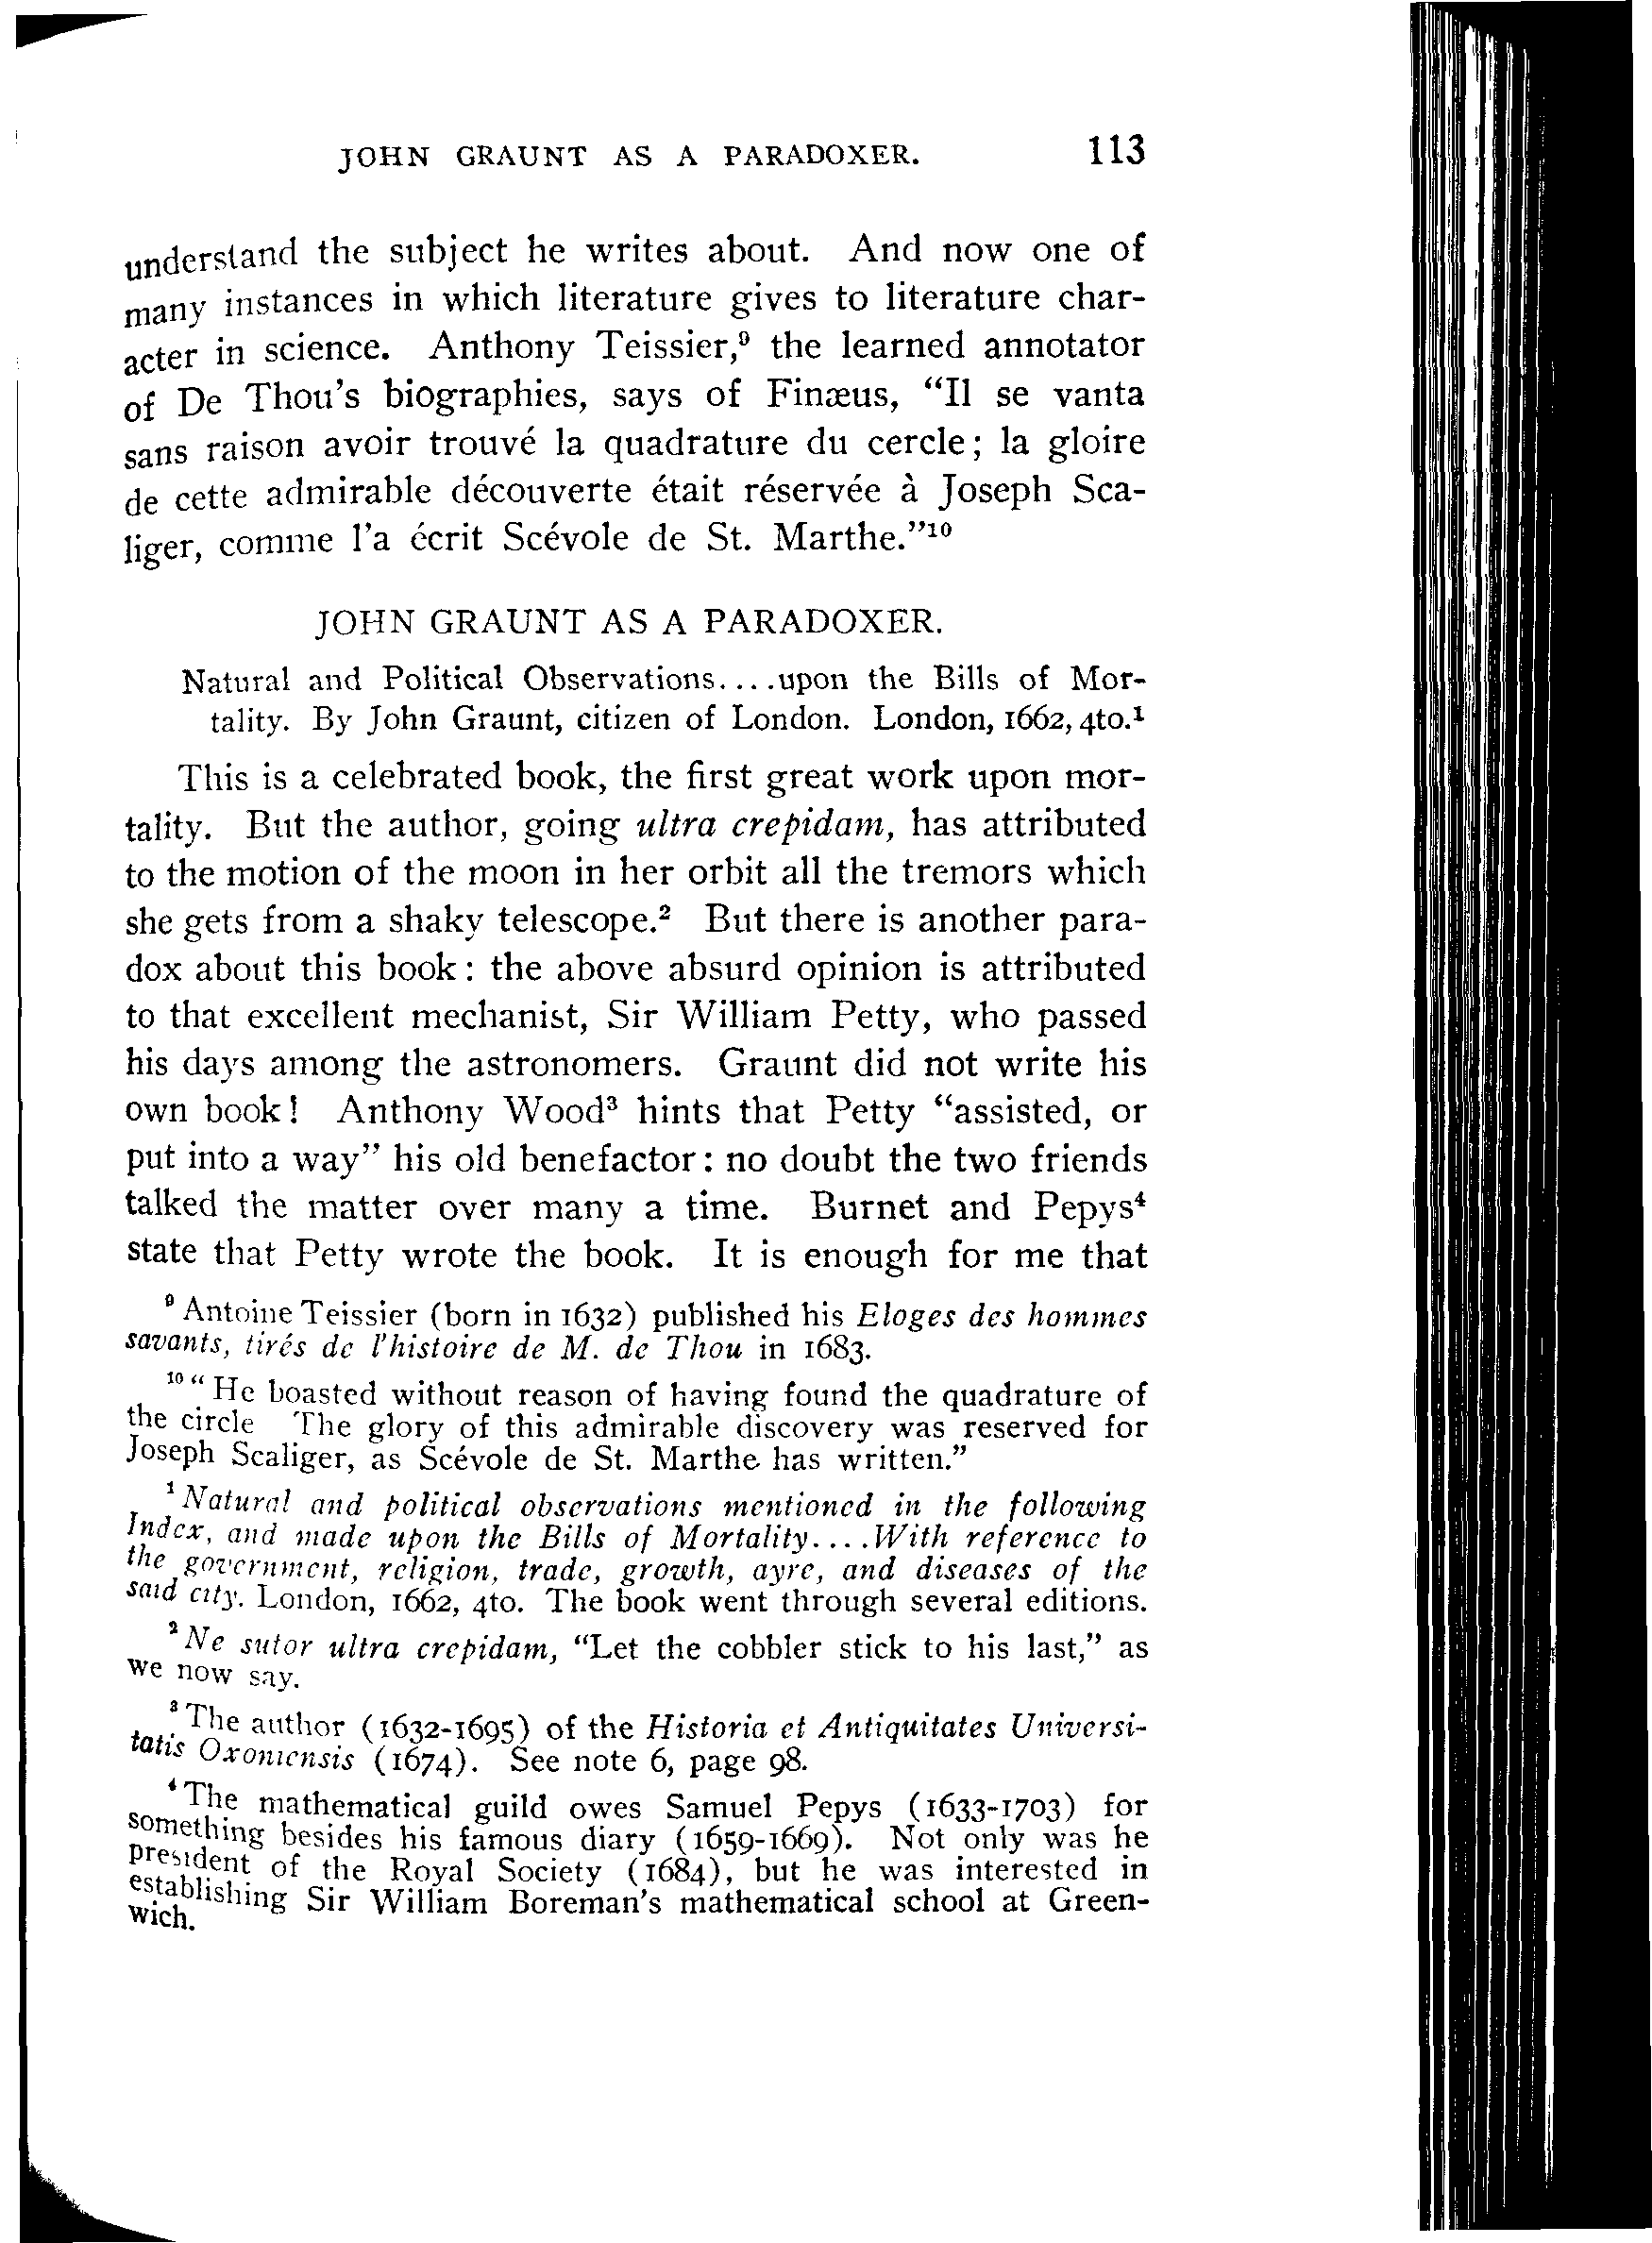 JOHN GRAUNT AS A PARADOXER. 113
understand the subject he writes about. And now one of
many instances in which literature gives to literature char-
acter in science. Anthony Teissier,⁹ the learned annotator
of De Thou's biographies, says of Finæus, "Il se vanta
sans raison avoir trouvé la quadrature du cercle; la gloire
de cette admirable découverte était réservée à Joseph Sca-
liger, comme l'a écrit Scévole de St. Marthe."¹⁰
JOHN GRAUNT AS A PARADOXER.
Natural and Political Observations....upon the Bills of Mor-
tality. By John Graunt, citizen of London. London, 1662, 4to.¹
This is a celebrated book, the first great work upon mor-
tality. But the author, going ultra crepidam, has attributed
to the motion of the moon in her orbit all the tremors which
she gets from a shaky telescope.² But there is another para-
dox about this book: the above absurd opinion is attributed
to that excellent mechanist, Sir William Petty, who passed
his days among the astronomers. Graunt did not write his
own book! Anthony Wood³ hints that Petty "assisted, or
put into a way" his old benefactor: no doubt the two friends
talked the matter over many a time. Burnet and Pepys⁴
state that Petty wrote the book. It is enough for me that
⁹ Antoine Teissier (born in 1632) published his Eloges des hommes
savants, tirés de l'histoire de M. de Thou in 1683.
¹⁰ "He boasted without reason of having found the quadrature of
the circle The glory of this admirable discovery was reserved for
Joseph Scaliger, as Scévole de St. Marthe has written."
¹ Natural and political observations mentioned in the following
Index, and made upon the Bills of Mortality....With reference to
the government, religion, trade, growth, ayre, and diseases of the
said city. London, 1662, 4to. The book went through several editions.
² Ne sutor ultra crepidam, "Let the cobbler stick to his last," as
we now say.
³ The author (1632-1695) of the Historia et Antiquitates Universi-
tatis Oxoniensis (1674). See note 6, page 98.
⁴ The mathematical guild owes Samuel Pepys (1633-1703) for
something besides his famous diary (1659-1669). Not only was he
president of the Royal Society (1684), but he was interested in
establishing Sir William Boreman's mathematical school at Green-
wich.